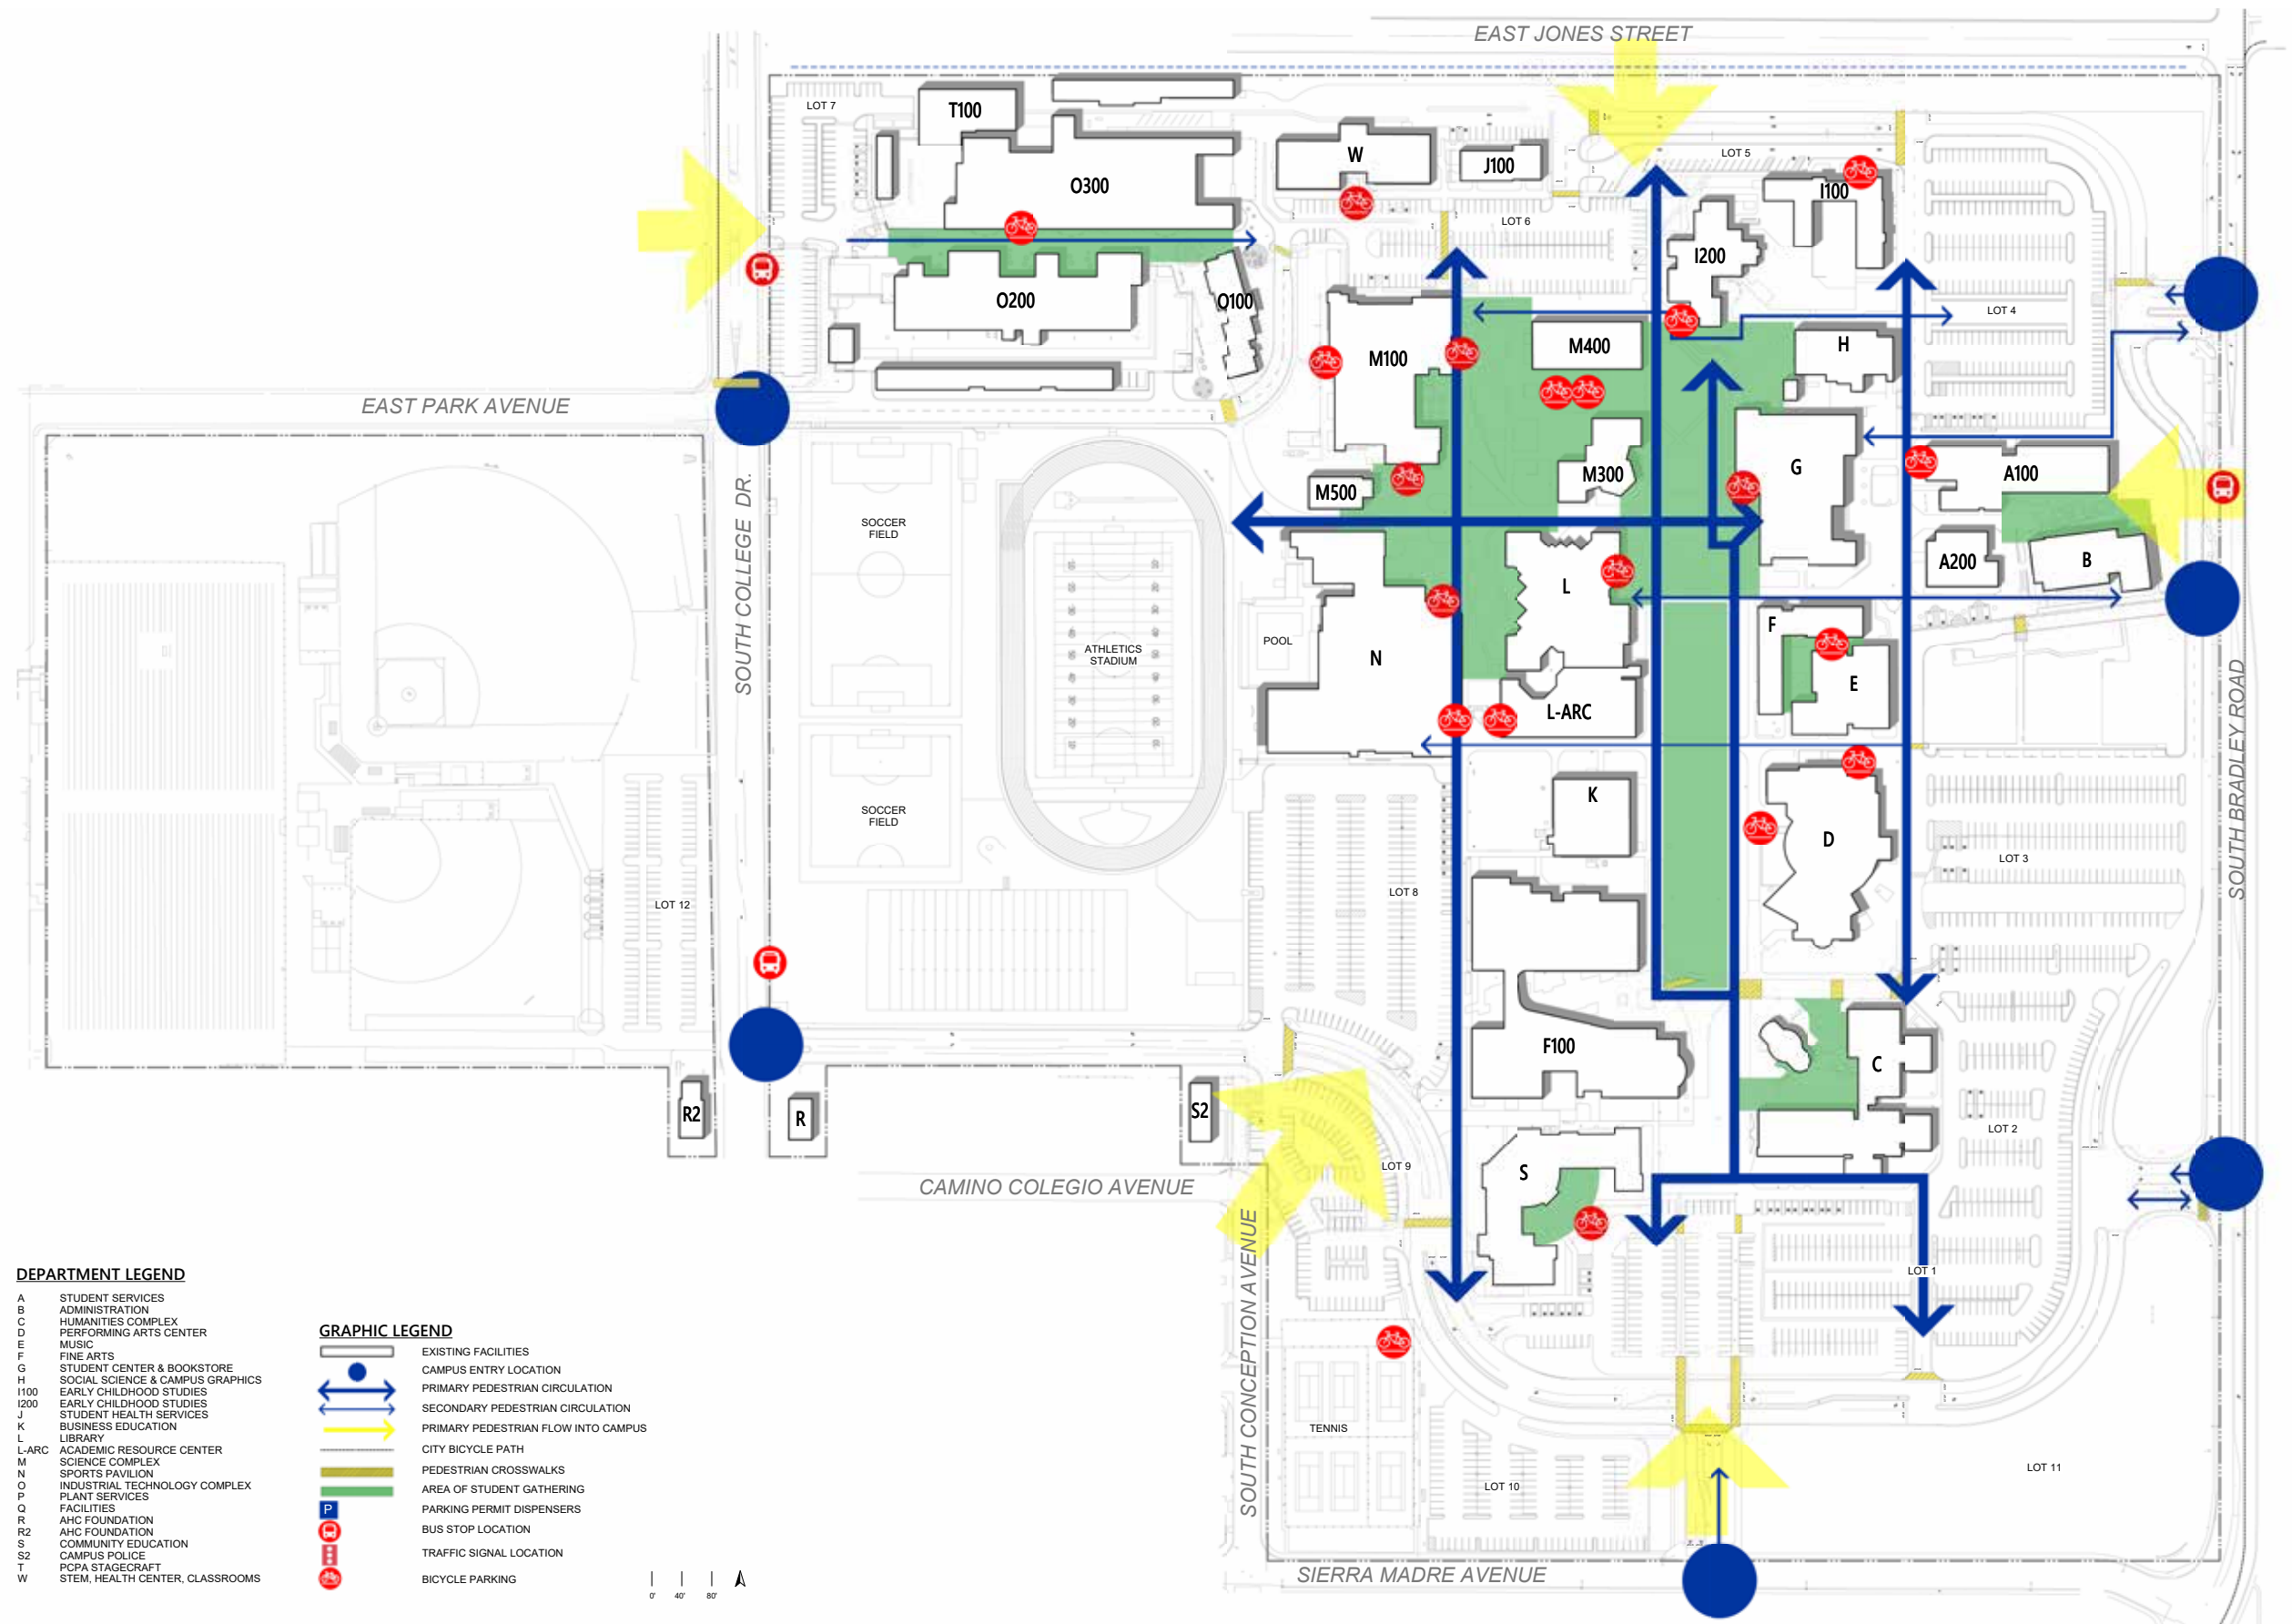 EAST JONES STREET
LOT 7
T100
W
J100
LOT 5
O300
I100
LOT 6
I200
O200
O100
LOT 4
M100
M400
H
EAST PARK AVENUE
SOUTH COLLEGE DR.
M500
M300
G
A100
SOCCER
FIELD
L
A200
B
POOL
ATHLETICS
STADIUM
N
F
E
L-ARC
SOUTH BRADLEY ROAD
K
D
SOCCER
FIELD
LOT 3
LOT 8
LOT 12
F100
C
R2
R
S2
LOT 2
LOT 9
S
CAMINO COLEGIO AVENUE
SOUTH CONCEPTION AVENUE
LOT 1
TENNIS
LOT 10
LOT 11
SIERRA MADRE AVENUE
DEPARTMENT LEGEND
A STUDENT SERVICES
B ADMINISTRATION
C HUMANITIES COMPLEX
D PERFORMING ARTS CENTER
E MUSIC
F FINE ARTS
G STUDENT CENTER & BOOKSTORE
H SOCIAL SCIENCE & CAMPUS GRAPHICS
I100 EARLY CHILDHOOD STUDIES
I200 EARLY CHILDHOOD STUDIES
J STUDENT HEALTH SERVICES
K BUSINESS EDUCATION
L LIBRARY
L-ARC ACADEMIC RESOURCE CENTER
M SCIENCE COMPLEX
N SPORTS PAVILION
O INDUSTRIAL TECHNOLOGY COMPLEX
P PLANT SERVICES
Q FACILITIES
R AHC FOUNDATION
R2 AHC FOUNDATION
S COMMUNITY EDUCATION
S2 CAMPUS POLICE
T PCPA STAGECRAFT
W STEM, HEALTH CENTER, CLASSROOMS
GRAPHIC LEGEND
EXISTING FACILITIES
CAMPUS ENTRY LOCATION
PRIMARY PEDESTRIAN CIRCULATION
SECONDARY PEDESTRIAN CIRCULATION
PRIMARY PEDESTRIAN FLOW INTO CAMPUS
CITY BICYCLE PATH
PEDESTRIAN CROSSWALKS
AREA OF STUDENT GATHERING
P PARKING PERMIT DISPENSERS
BUS STOP LOCATION
TRAFFIC SIGNAL LOCATION
BICYCLE PARKING
0' 40' 80'